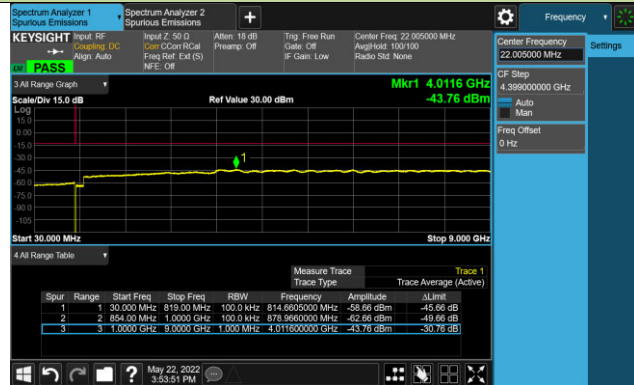 Spectrum Analyzer 1
Spurious Emissions
Spectrum Analyzer 2
Spurious Emissions
+
Frequency
KEYSIGHT
Input: RF
Coupling: DC
Align: Auto
Input Z: 50 Ω
Corr CCorr RCal
Freq Ref: Ext (S)
NFE: Off
Atten: 18 dB
Preamp: Off
Trig: Free Run
Gate: Off
IF Gain: Low
Center Freq: 22.005000 MHz
Avg|Hold: 100/100
Radio Std: None
PASS
Center Frequency
22.005000 MHz
Settings
CF Step
4.399000000 GHz
Auto
Man
Freq Offset
0 Hz
3 All Range Graph
Mkr1 4.0116 GHz
Scale/Div 15.0 dB
Ref Value 30.00 dBm
-43.76 dBm
Log
15.0
0.00
-15.0
-30.0
-45.0
-60.0
-75.0
-90.0
-105
1
Start 30.000 MHz
Stop 9.000 GHz
4 All Range Table
Measure Trace Trace 1
Trace Type Trace Average (Active)
Spur Range Start Freq Stop Freq RBW Frequency Amplitude ΔLimit
1 1 30.000 MHz 819.00 MHz 100.0 kHz 814.6605000 MHz -58.66 dBm -45.66 dB
2 2 854.00 MHz 1.0000 GHz 100.0 kHz 878.9660000 MHz -62.66 dBm -49.66 dB
3 3 1.0000 GHz 9.0000 GHz 1.000 MHz 4.011600000 GHz -43.76 dBm -30.76 dB
?
May 22, 2022
3:53:51 PM